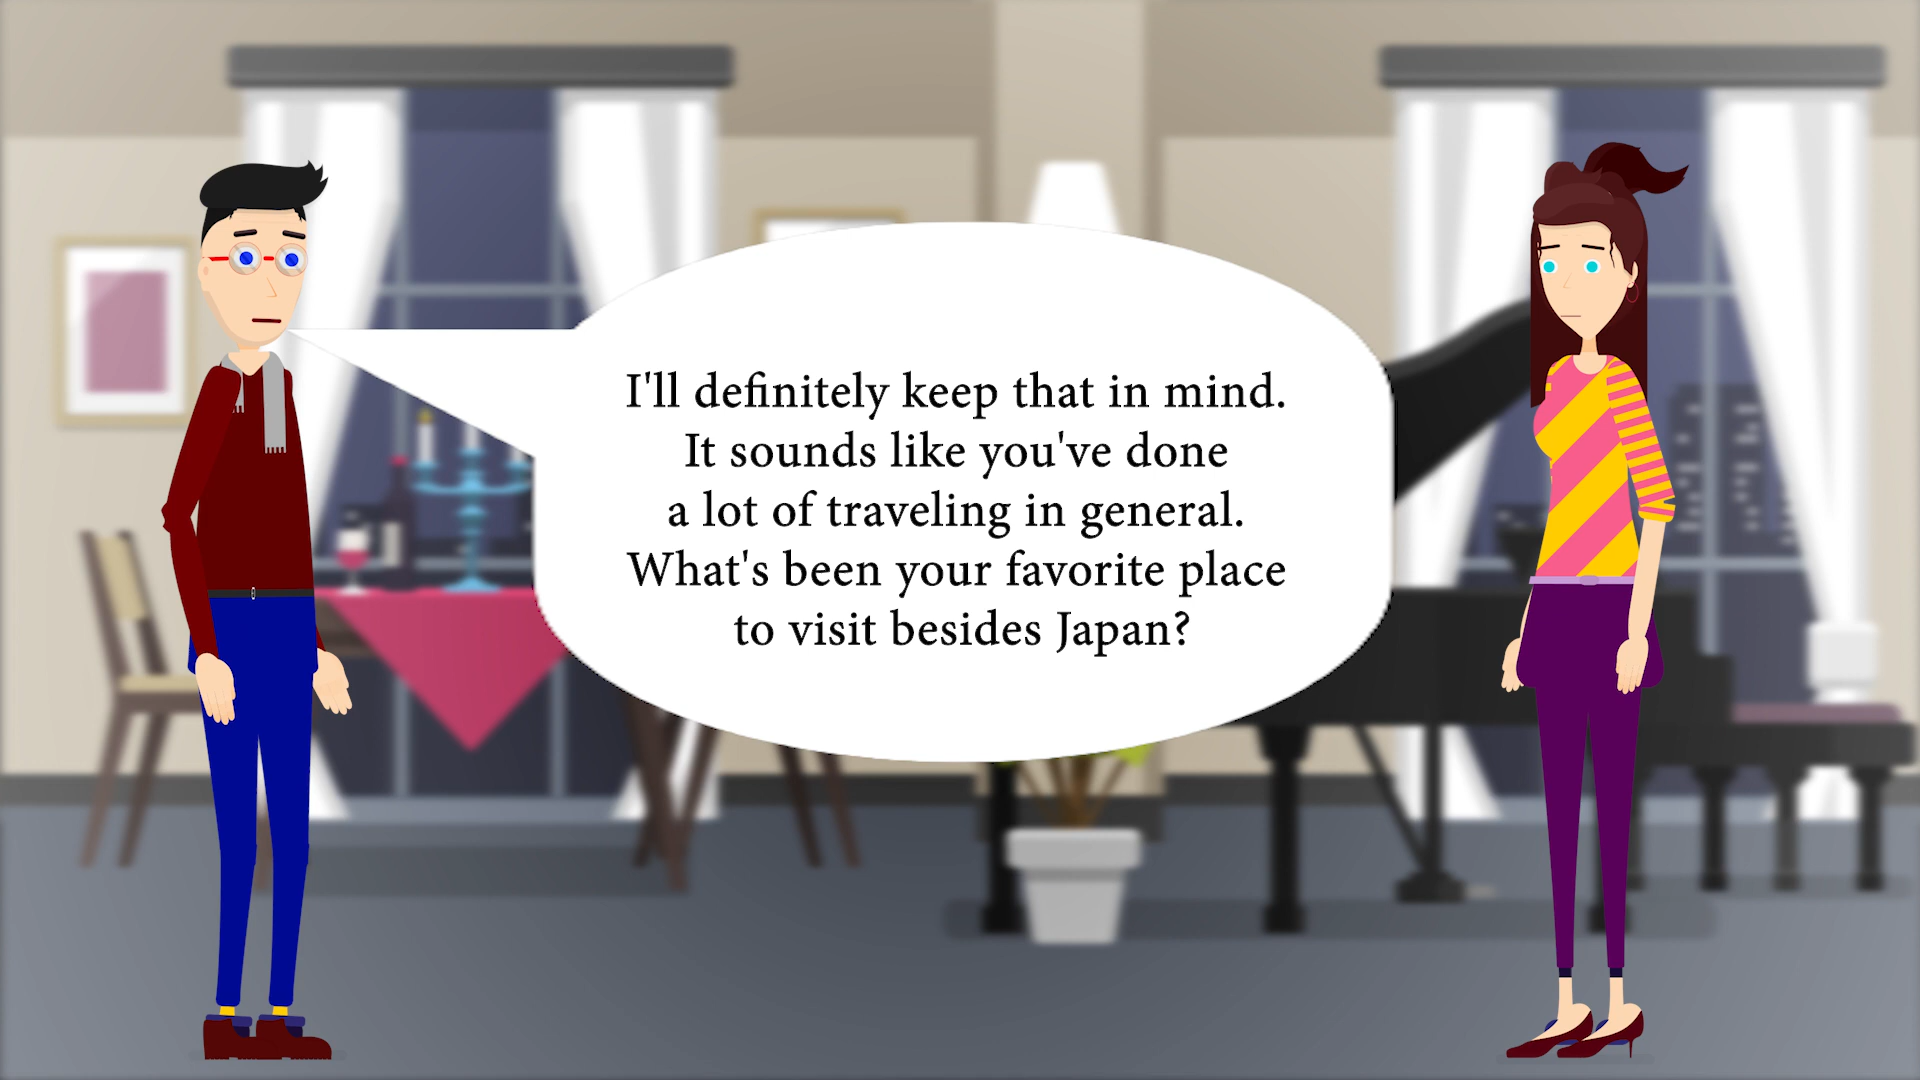 I'll definitely keep that in mind.
It sounds like you've done
a lot of traveling in general.
What's been your favorite place
to visit besides Japan?